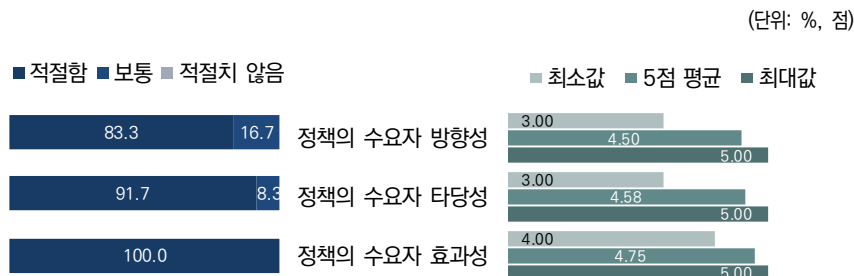 (단위: %, 점)
■ 적절함 ■ 보통 ■ 적절치 않음
■ 최소값 ■ 5점 평균 ■ 최대값
83.3 16.7 정책의 수요자 방향성 3.00
4.50
5.00
91.7 8.3 정책의 수요자 타당성 3.00
4.58
5.00
100.0 정책의 수요자 효과성 4.00
4.75
5.00